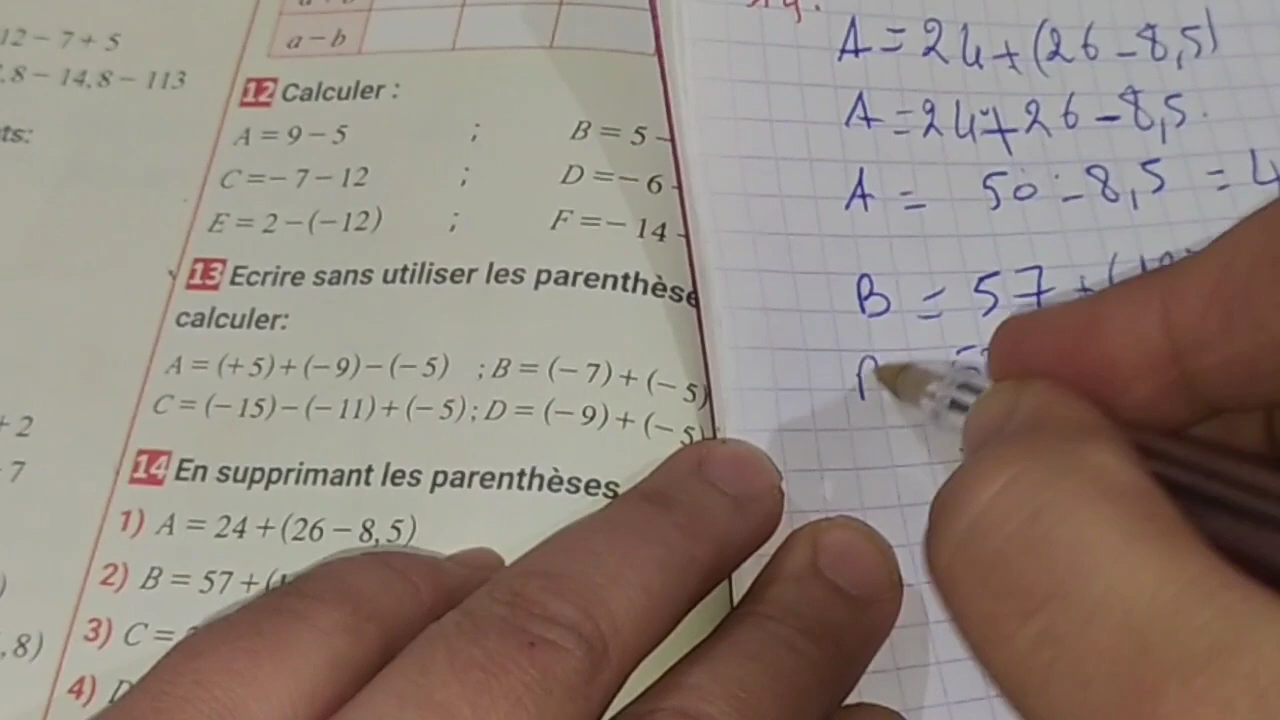 12 − 7 + 5
,8 − 14,8 − 113
ts:
+ 2
7
,8)
a − b
12 Calculer :
A = 9 − 5 ; B = 5 −
C = − 7 − 12 ; D = − 6 -
E = 2 − (− 12) ; F = − 14 -
13 Ecrire sans utiliser les parenthèse
calculer:
A = (+ 5) + (− 9) − (− 5) ; B = (− 7) + (− 5)
C = (− 15) − (− 11) + (− 5) ; D = (− 9) + (− 5)
14 En supprimant les parenthèses
1) A = 24 + (26 − 8,5)
2) B = 57 + (
3) C =
4) D
A = 24 + (26 − 8,5)
A = 24 + 26 − 8,5.
A = 50 − 8,5 = 4
B = 57 + (